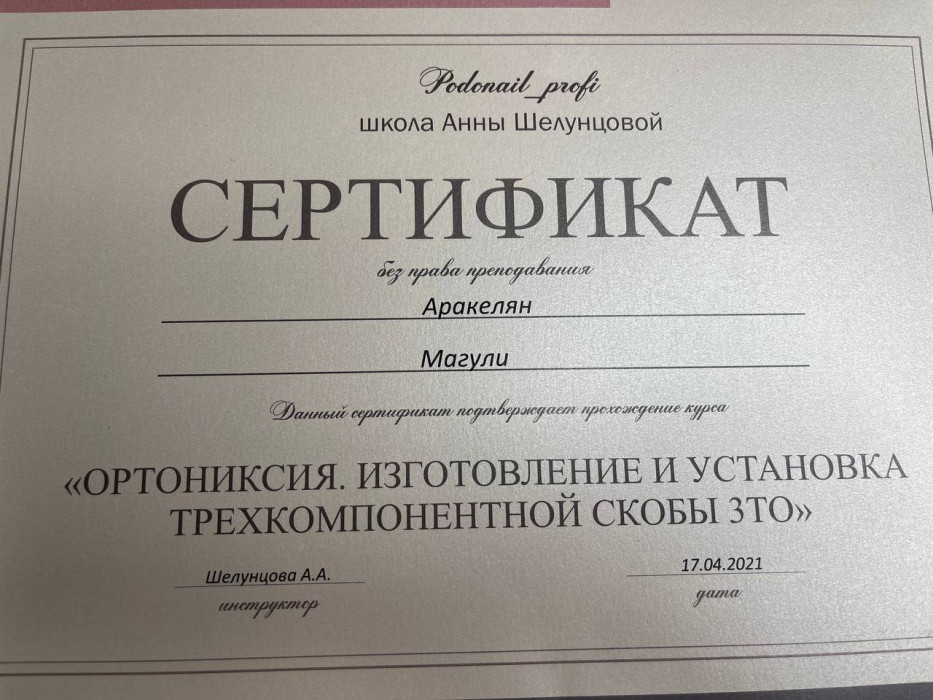 Podonail_profi
школа Анны Шелунцовой
СЕРТИФИКАТ
без права преподавания
Аракелян
Магули
Данный сертификат подтверждает прохождение курса
«ОРТОНИКСИЯ. ИЗГОТОВЛЕНИЕ И УСТАНОВКА
ТРЕХКОМПОНЕНТНОЙ СКОБЫ 3ТО»
Шелунцова А.А.
17.04.2021
инструктор
дата